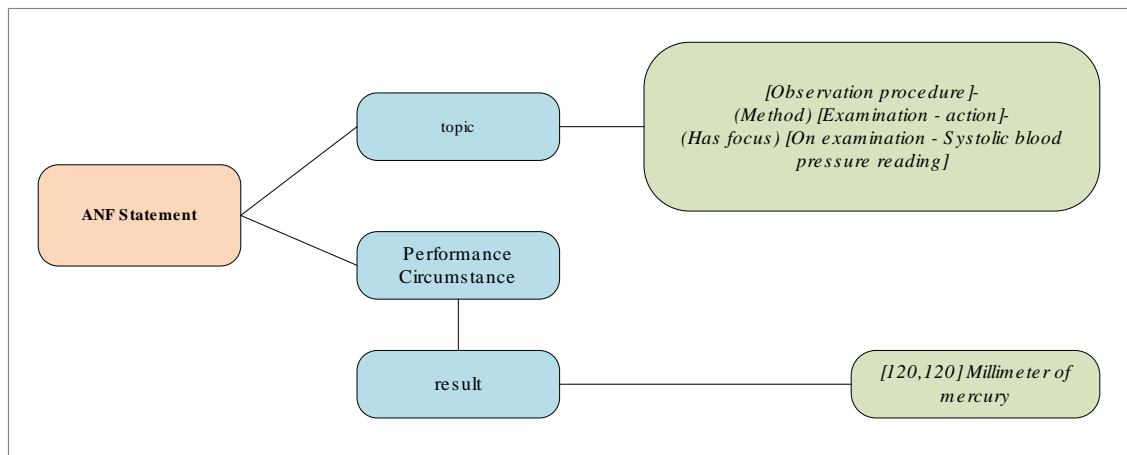 ANF Statement
topic
[Observation procedure]-
(Method) [Examination - action]-
(Has focus) [On examination - Systolic blood
pressure reading]
Performance
Circumstance
result
[120,120] Millimeter of
mercury